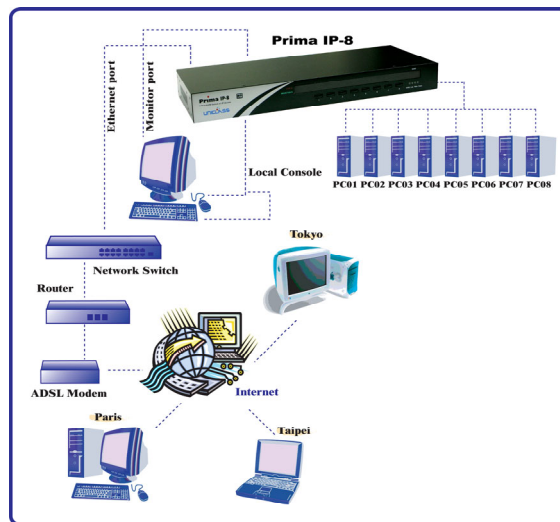 Prima IP-8
Ethernet port
Monitor port
Prima IP-8
UNICLASS
Local Console
PC01 PC02 PC03 PC04 PC05 PC06 PC07 PC08
Tokyo
Network Switch
Router
ADSL Modem
Internet
Paris
Taipei